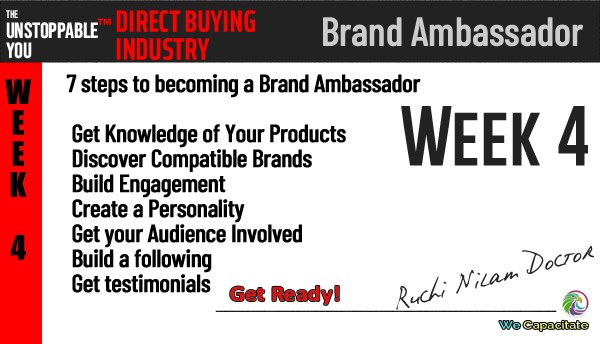 THE
UNSTOPPABLE™
YOU
DIRECT BUYING
INDUSTRY
Brand Ambassador
WEEK 4
7 steps to becoming a Brand Ambassador
WEEK 4
Get Knowledge of Your Products
Discover Compatible Brands
Build Engagement
Create a Personality
Get your Audience Involved
Build a following
Get testimonials
Get Ready!
Ruchi Nilam DOCTOR
We Capacitate